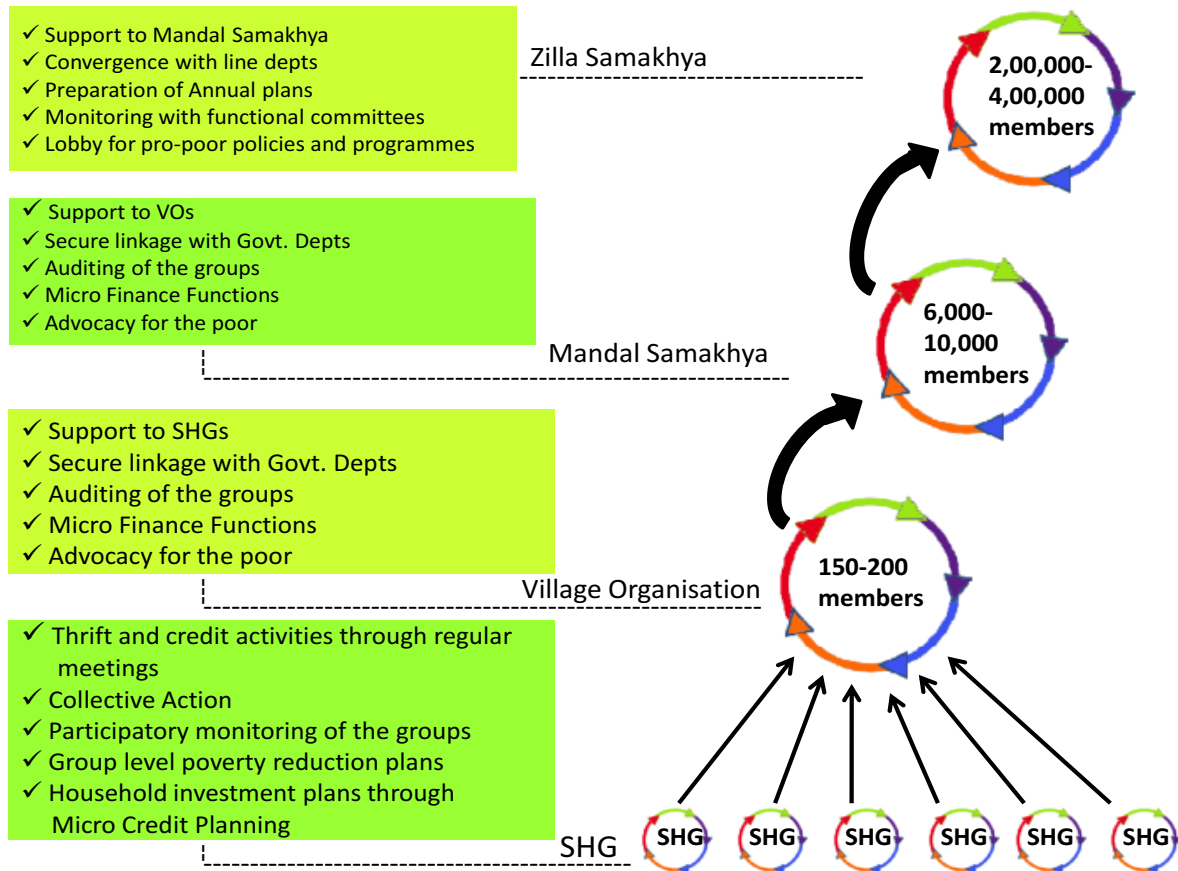 ✓ Support to Mandal Samakhya
✓ Convergence with line depts
✓ Preparation of Annual plans
✓ Monitoring with functional committees
✓ Lobby for pro-poor policies and programmes
Zilla Samakhya
2,00,000-
4,00,000
members
✓ Support to VOs
✓ Secure linkage with Govt. Depts
✓ Auditing of the groups
✓ Micro Finance Functions
✓ Advocacy for the poor
Mandal Samakhya
6,000-
10,000
members
✓ Support to SHGs
✓ Secure linkage with Govt. Depts
✓ Auditing of the groups
✓ Micro Finance Functions
✓ Advocacy for the poor
Village Organisation
150-200
members
✓ Thrift and credit activities through regular
meetings
✓ Collective Action
✓ Participatory monitoring of the groups
✓ Group level poverty reduction plans
✓ Household investment plans through
Micro Credit Planning
SHG
SHG SHG SHG SHG SHG SHG